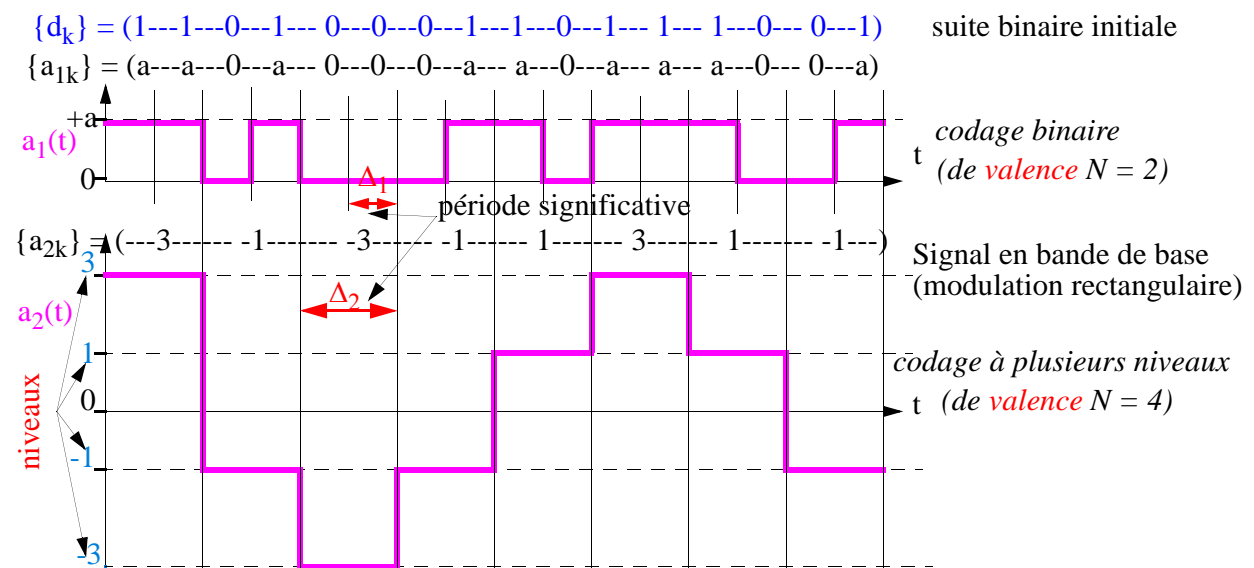 {dk} = (1---1---0---1--- 0---0---0---1---1---0---1--- 1--- 1---0--- 0---1) suite binaire initiale
{a1k} = (a---a---0---a--- 0---0---0---a--- a---0---a--- a--- a---0--- 0---a)
+a
a1(t)
codage binaire
t
(de valence N = 2)
0
Δ1
période significative
{a2k} = (---3------- -1------- -3------- -1------- 1------- 3------- 1------- -1---)
3
Signal en bande de base
(modulation rectangulaire)
Δ2
a2(t)
1
codage à plusieurs niveaux
0
t (de valence N = 4)
niveaux
-1
-3